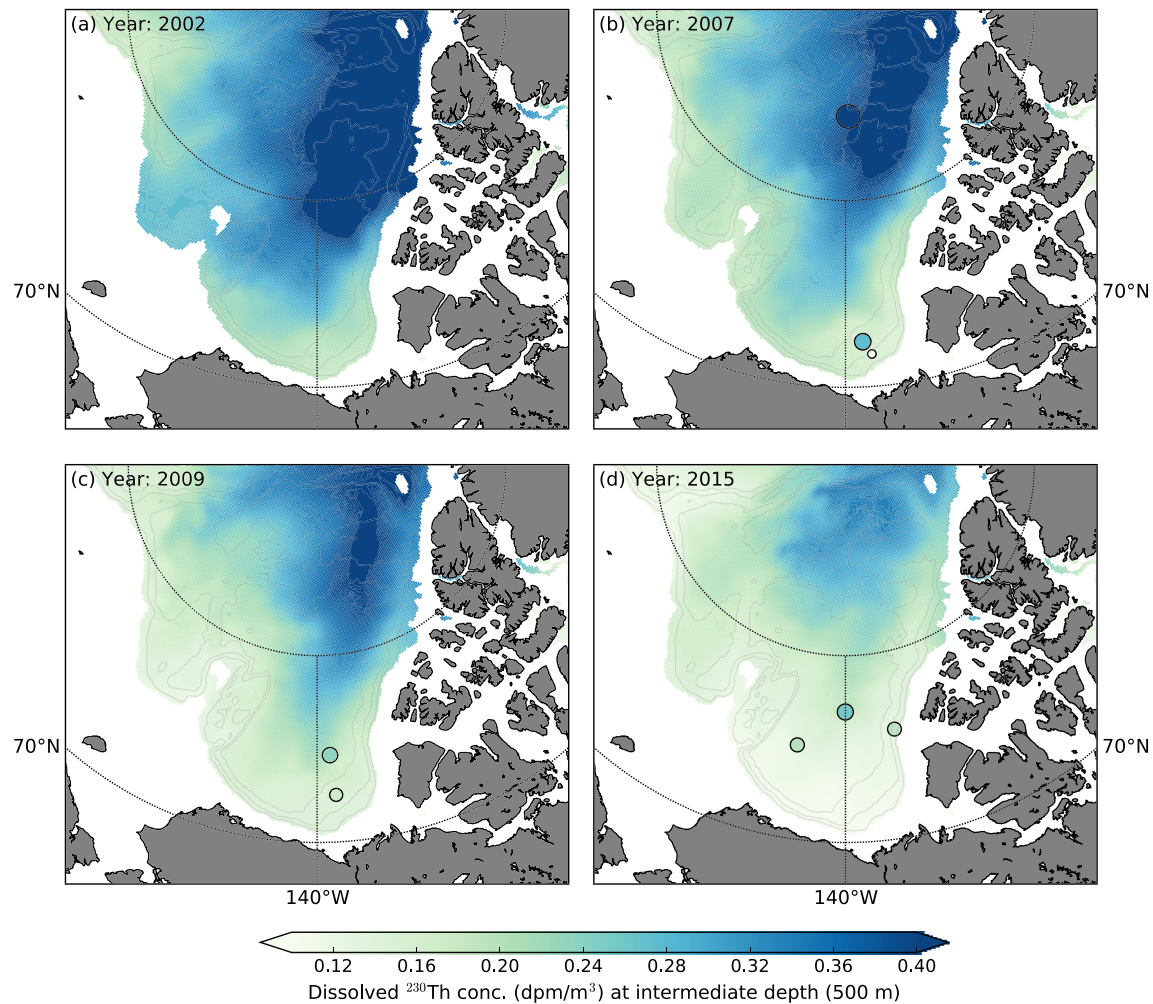 (a) Year: 2002
(b) Year: 2007
70°N
70°N
(c) Year: 2009
(d) Year: 2015
70°N
70°N
140°W
140°W
0.12 0.16 0.20 0.24 0.28 0.32 0.36 0.40
Dissolved ²³⁰Th conc. (dpm/m³) at intermediate depth (500 m)